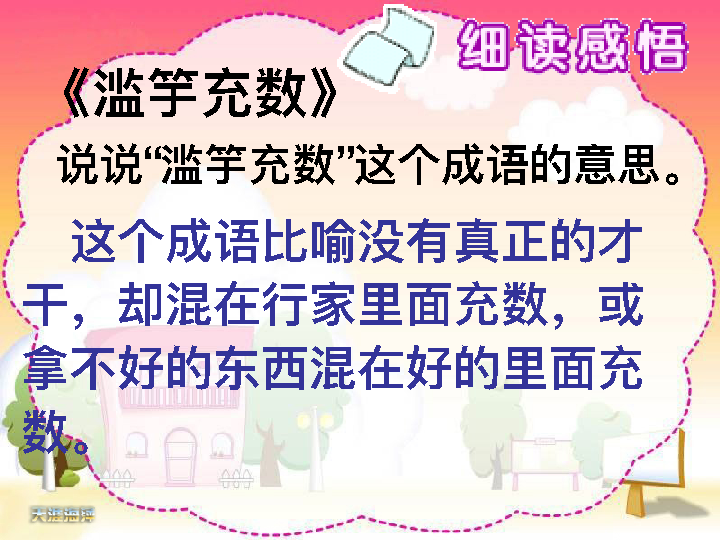 细读感悟
《滥竽充数》
说说“滥竽充数”这个成语的意思。
这个成语比喻没有真正的才
干，却混在行家里面充数，或
拿不好的东西混在好的里面充
数。